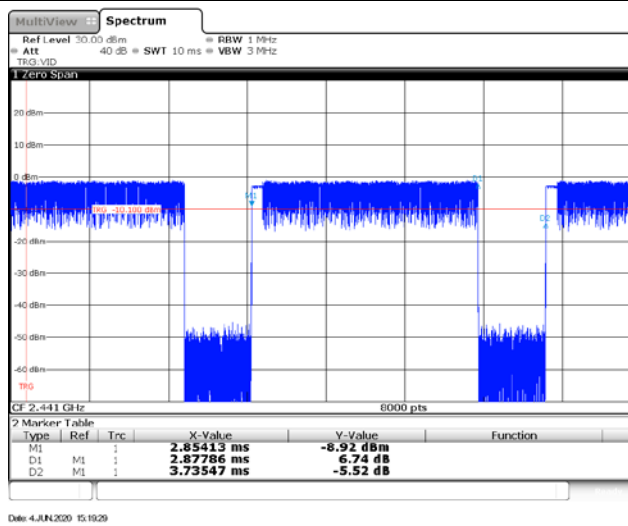 MultiView Spectrum
Ref Level 30.00 dBm RBW 1 MHz
Att 40 dB SWT 10 ms VBW 3 MHz
TRG:VID
1 Zero Span
20 dBm
10 dBm
0 dBm
D1
M1
TRG -10.100 dBm
D2
-20 dBm
-30 dBm
-40 dBm
-50 dBm
-60 dBm
TRG
CF 2.441 GHz 8000 pts
2 Marker Table
Type Ref Trc X-Value Y-Value Function
M1 1 2.85413 ms -8.92 dBm
D1 M1 1 2.87786 ms 6.74 dB
D2 M1 1 3.73547 ms -5.52 dB
Date: 4.JUN.2020 15:19:29